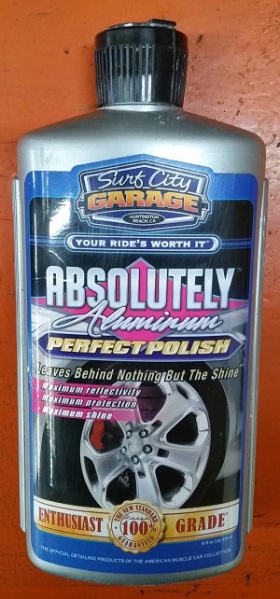 Surf City
GARAGE
HUNTINGTON
BEACH, CA
YOUR RIDE'S WORTH IT®
ABSOLUTELY™
Aluminum
PERFECT POLISH
Leaves Behind Nothing But The Shine™
Maximum reflectivity
Maximum protection
Maximum shine
THE NEW STANDARD
ENTHUSIAST 100% GRADE®
GUARANTEED
THE OFFICIAL DETAILING PRODUCTS OF THE AMERICAN MUSCLE CAR COLLECTION